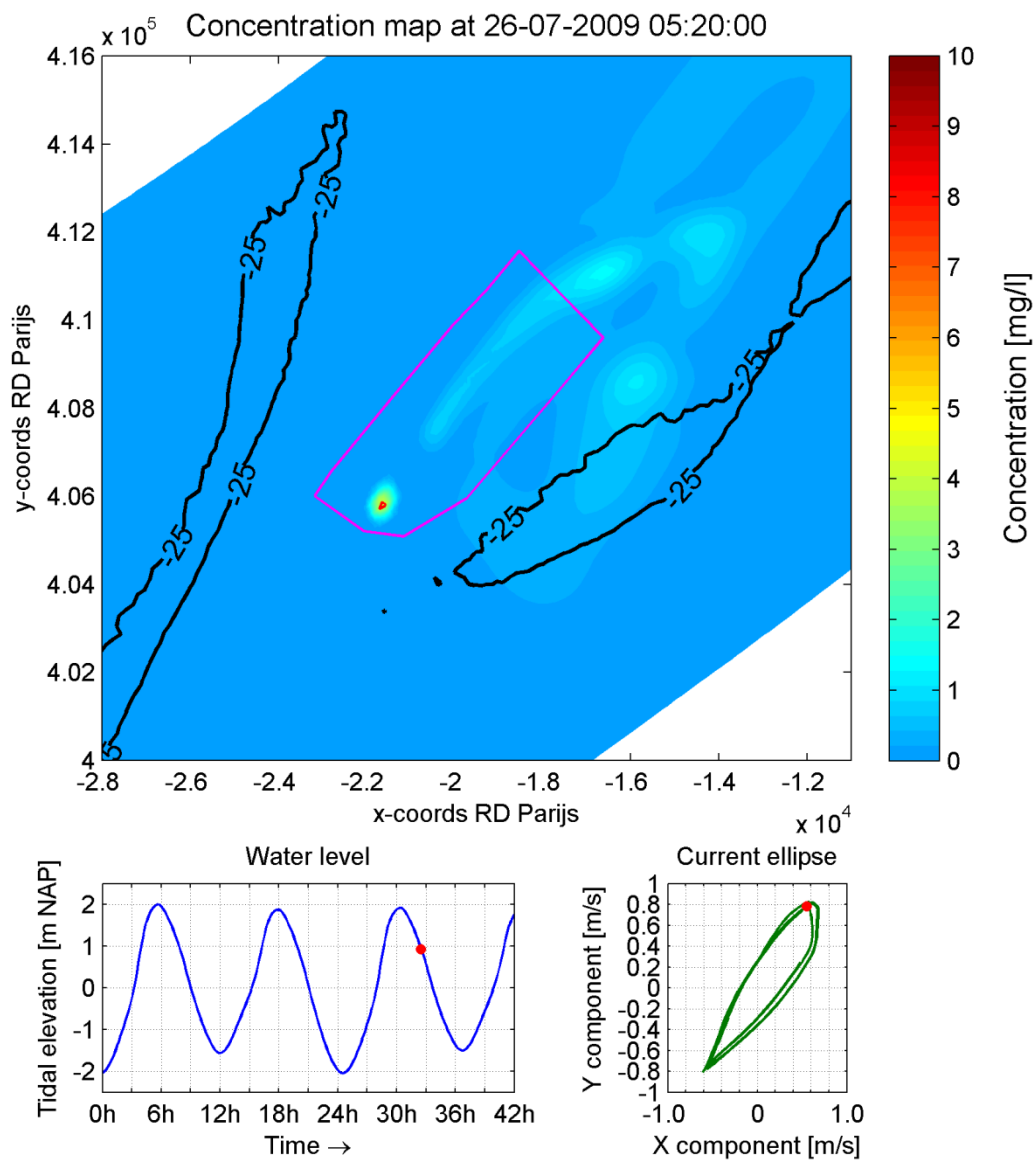 x 10⁵
Concentration map at 26-07-2009 05:20:00
4.16
4.14
4.12
4.1
4.08
4.06
4.04
4.02
4
y-coords RD Parijs
-25
-25
-25
-25
-25
-25
-25
-25
5
-2.8
-2.6
-2.4
-2.2
-2
-1.8
-1.6
-1.4
-1.2
x-coords RD Parijs
x 10⁴
10
9
8
7
6
5
4
3
2
1
0
Concentration [mg/l]
Water level
Tidal elevation [m NAP]
2
1
0
-1
-2
0h
6h
12h
18h
24h
30h
36h
42h
Time →
Current ellipse
Y component [m/s]
1
0.8
0.6
0.4
0.2
0
-0.2
-0.4
-0.6
-0.8
-1
-1.0
0
1.0
X component [m/s]